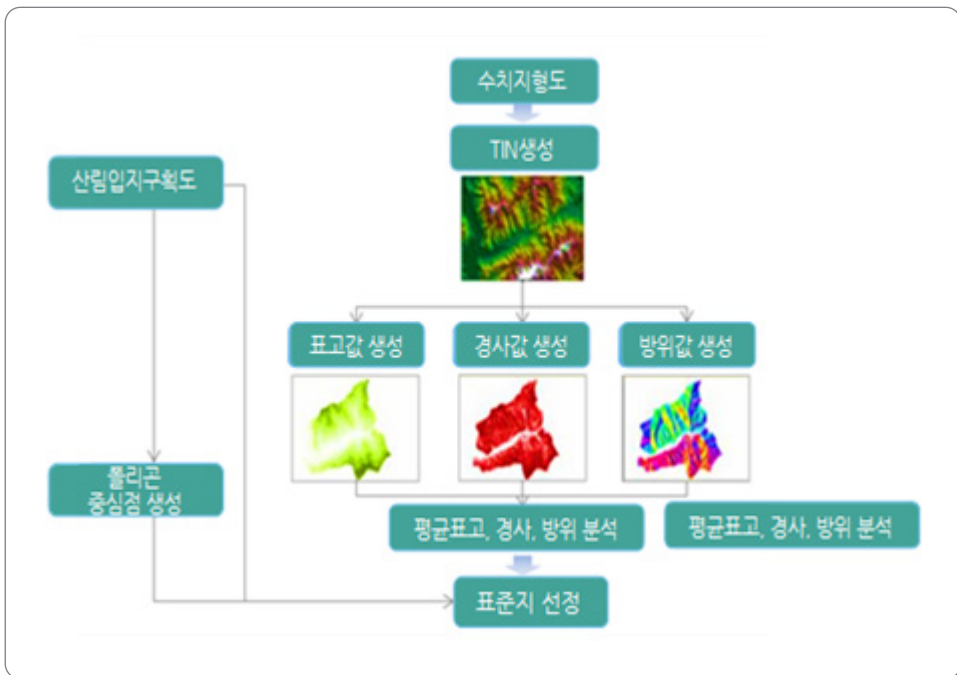 수치지형도
TIN생성
산림입지구획도
표고값 생성
경사값 생성
방위값 생성
폴리곤
중심점 생성
평균표고, 경사, 방위 분석
평균표고, 경사, 방위 분석
표준지 선정